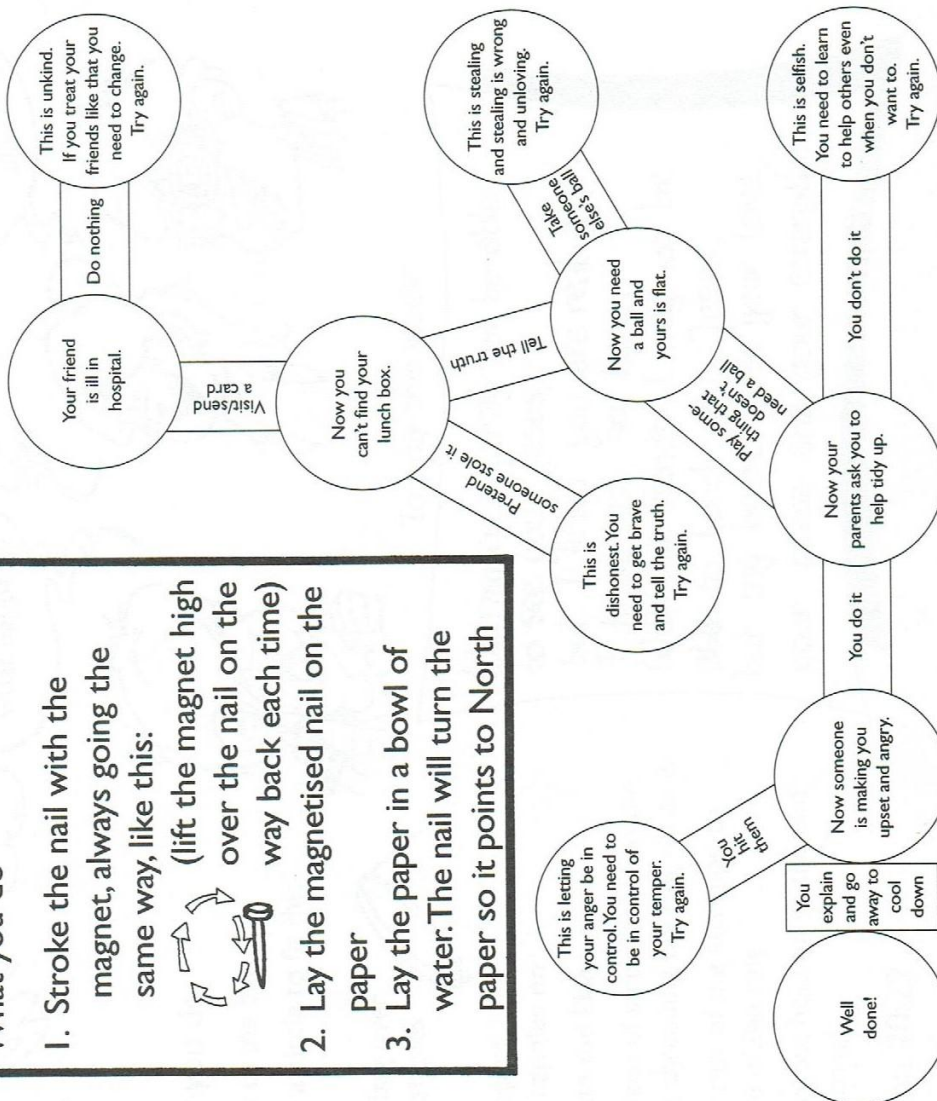 What you do
1. Stroke the nail with the
magnet, always going the
same way, like this:
(lift the magnet high
over the nail on the
way back each time)
2. Lay the magnetised nail on the
paper
3. Lay the paper in a bowl of
water. The nail will turn the
paper so it points to North
Your friend
is ill in
hospital.
Do nothing
This is unkind.
If you treat your
friends like that you
need to change.
Try again.
Visit/send
a card
Now you
can't find your
lunch box.
Pretend
someone stole it
This is
dishonest. You
need to get brave
and tell the truth.
Try again.
Tell the truth
Now you need
a ball and
yours is flat.
Take
someone
else's ball
This is stealing
and stealing is wrong
and unloving.
Try again.
Play some-
thing that
doesn't
need a ball
Now your
parents ask you to
help tidy up.
You don't do it
This is selfish.
You need to learn
to help others even
when you don't
want to.
Try again.
You do it
Now someone
is making you
upset and angry.
You
hit
them
This is letting
your anger be in
control. You need to
be in control of
your temper.
Try again.
You
explain
and go
away to
cool
down
Well
done!